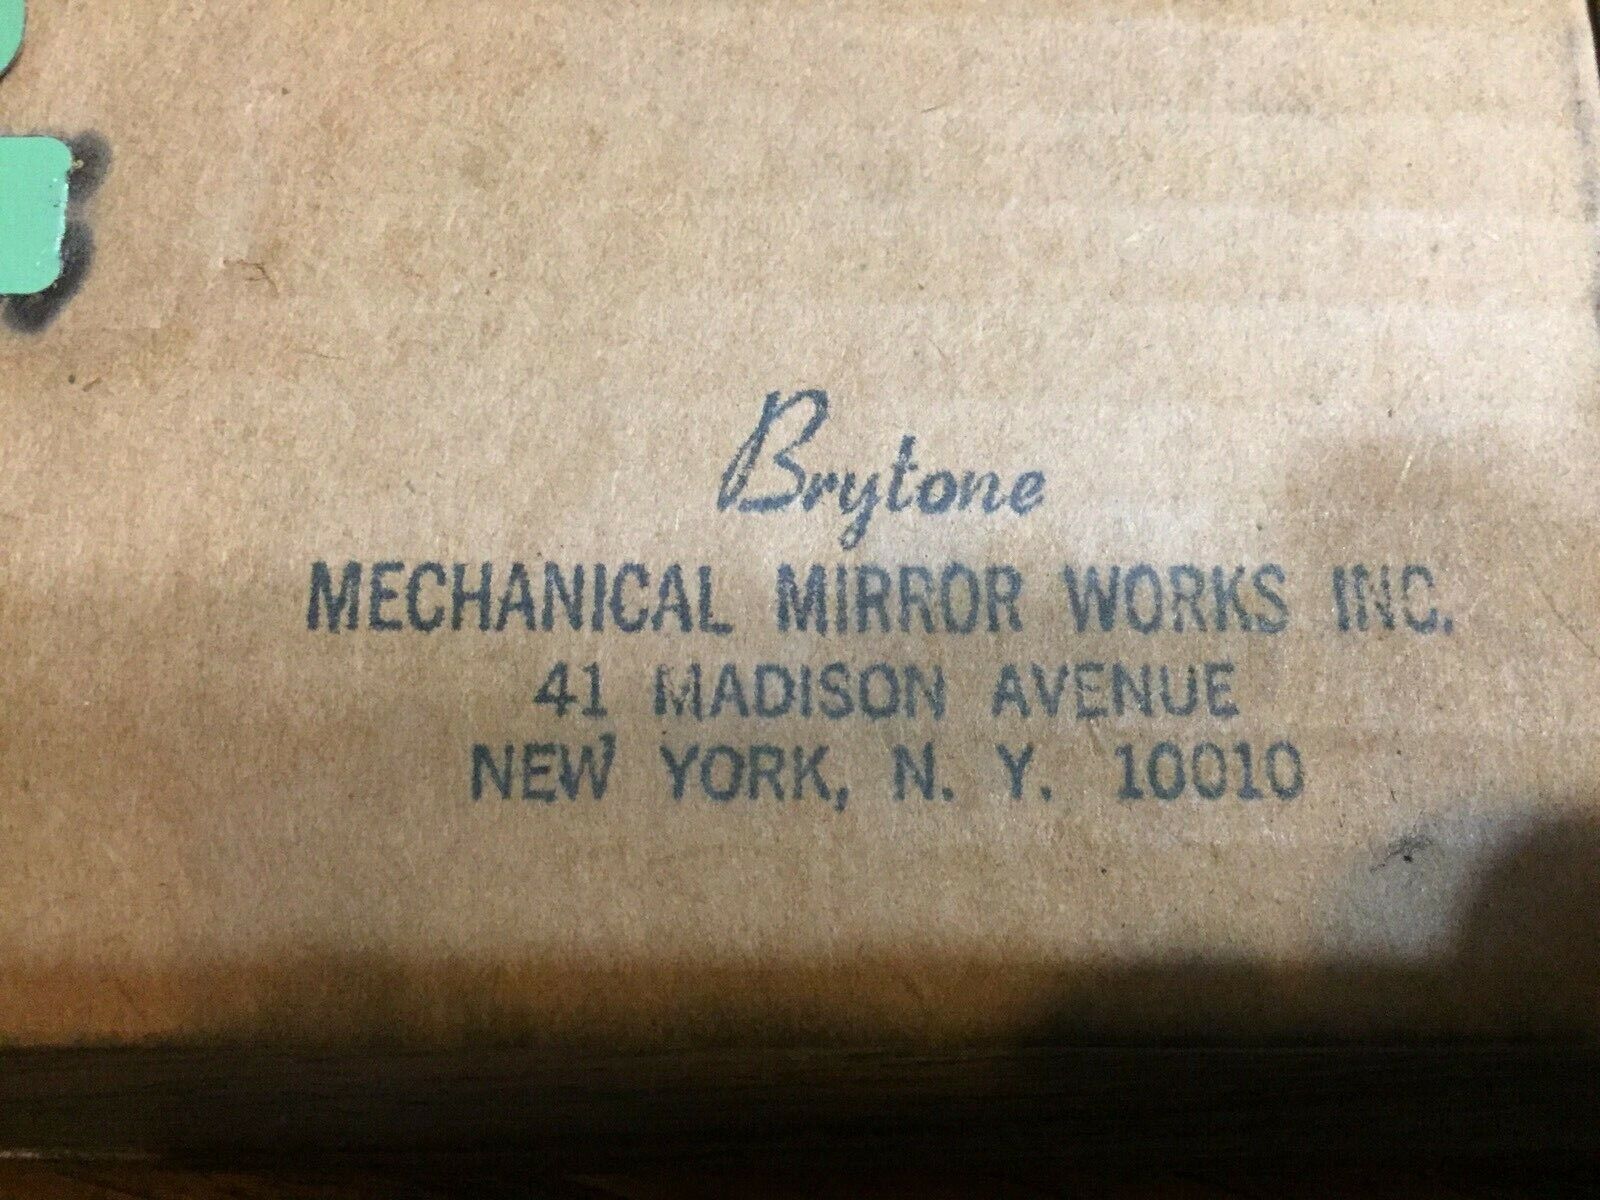 Brytone
MECHANICAL MIRROR WORKS INC.
41 MADISON AVENUE
NEW YORK, N. Y. 10010